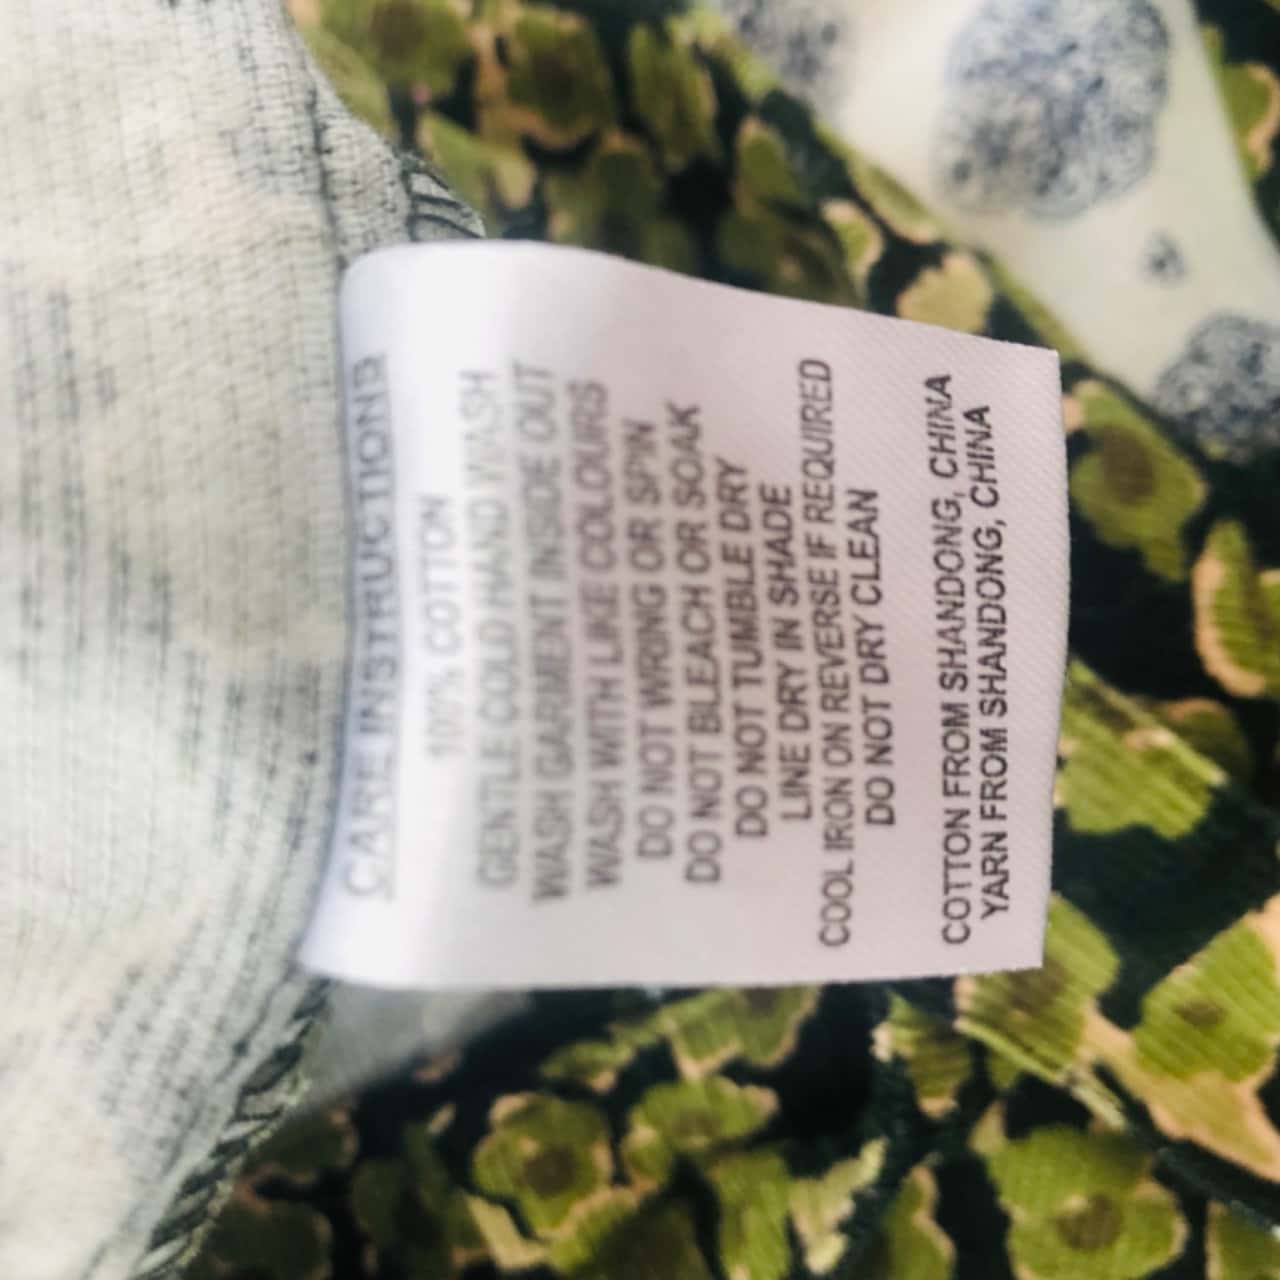 CARE INSTRUCTIONS
100% COTTON
GENTLE COLD HAND WASH
WASH GARMENT INSIDE OUT
WASH WITH LIKE COLOURS
DO NOT WRING OR SPIN
DO NOT BLEACH OR SOAK
DO NOT TUMBLE DRY
LINE DRY IN SHADE
COOL IRON ON REVERSE IF REQUIRED
DO NOT DRY CLEAN
COTTON FROM SHANDONG, CHINA
YARN FROM SHANDONG, CHINA